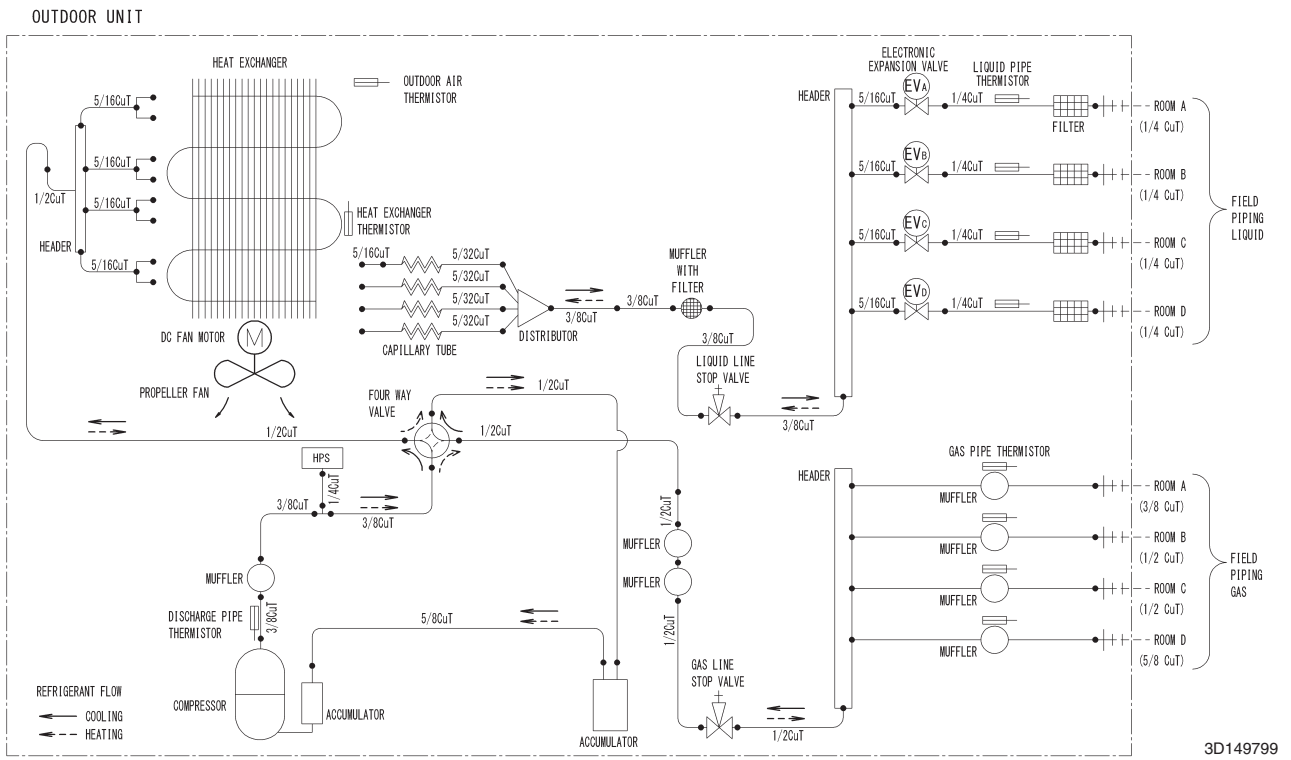 OUTDOOR UNIT
HEAT EXCHANGER
OUTDOOR AIR
THERMISTOR
5/16CuT
5/16CuT
5/16CuT
5/16CuT
1/2CuT
HEADER
HEAT EXCHANGER
THERMISTOR
DC FAN MOTOR
M
PROPELLER FAN
5/16CuT
5/32CuT
5/32CuT
5/32CuT
5/32CuT
CAPILLARY TUBE
DISTRIBUTOR
3/8CuT
3/8CuT
MUFFLER
WITH
FILTER
3/8CuT
LIQUID LINE
STOP VALVE
3/8CuT
HEADER
ELECTRONIC
EXPANSION VALVE
LIQUID PIPE
THERMISTOR
5/16CuT
EVA
1/4CuT
FILTER
ROOM A
(1/4 CuT)
5/16CuT
EVB
1/4CuT
ROOM B
(1/4 CuT)
5/16CuT
EVC
1/4CuT
ROOM C
(1/4 CuT)
5/16CuT
EVD
1/4CuT
ROOM D
(1/4 CuT)
FIELD
PIPING
LIQUID
FOUR WAY
VALVE
1/2CuT
1/2CuT
1/2CuT
HPS
1/4CuT
3/8CuT
3/8CuT
MUFFLER
DISCHARGE PIPE
THERMISTOR
3/8CuT
COMPRESSOR
ACCUMULATOR
5/8CuT
ACCUMULATOR
1/2CuT
MUFFLER
MUFFLER
1/2CuT
GAS LINE
STOP VALVE
1/2CuT
HEADER
GAS PIPE THERMISTOR
MUFFLER
ROOM A
(3/8 CuT)
MUFFLER
ROOM B
(1/2 CuT)
MUFFLER
ROOM C
(1/2 CuT)
MUFFLER
ROOM D
(5/8 CuT)
FIELD
PIPING
GAS
REFRIGERANT FLOW
COOLING
HEATING
3D149799